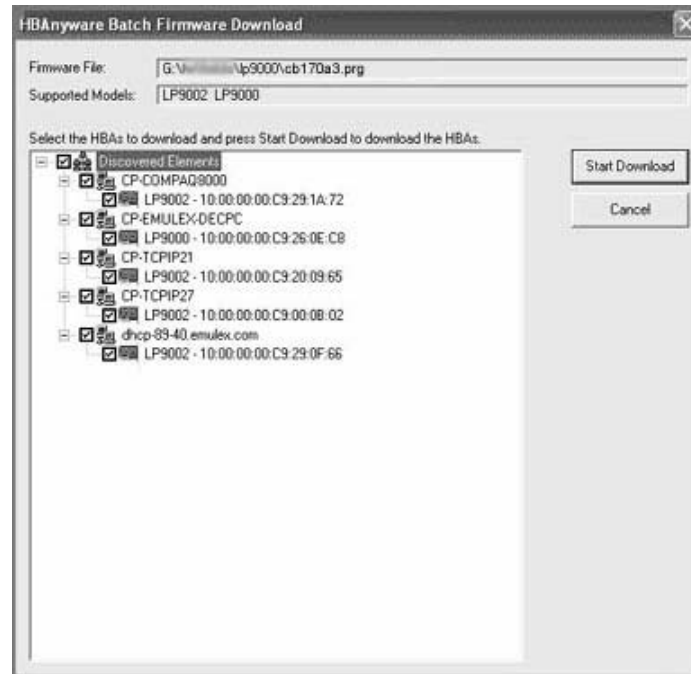 HBAnyware Batch Firmware Download
Firmware File: G:\ \lp9000\cb170a3.prg
Supported Models: LP9002 LP9000
Select the HBAs to download and press Start Download to download the HBAs.
Discovered Elements
CP-COMPAQ9000
LP9002 - 10:00:00:00:C9:29:1A:72
CP-EMULEX-DECPC
LP9000 - 10:00:00:00:C9:26:0E:C8
CP-TCPIP21
LP9002 - 10:00:00:00:C9:20:09:65
CP-TCPIP27
LP9002 - 10:00:00:00:C9:00:0B:02
dhcp-89-40.emulex.com
LP9002 - 10:00:00:00:C9:29:0F:66
Start Download
Cancel